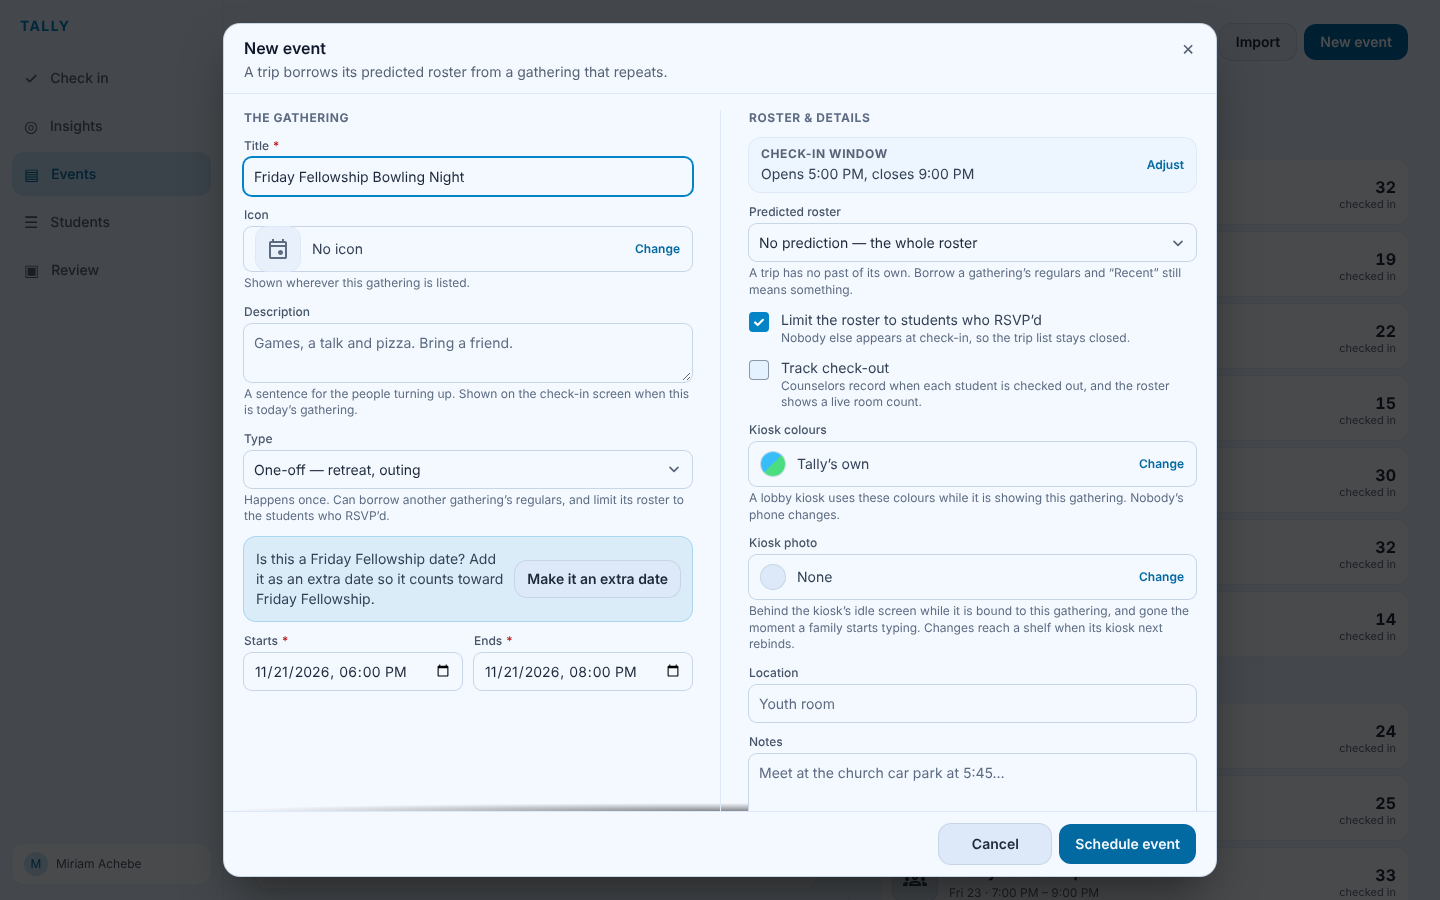 TALLY
Check in
Insights
Events
Students
Review
M Miriam Achebe
Import
New event
32
checked in
19
checked in
22
checked in
15
checked in
30
checked in
32
checked in
14
checked in
24
checked in
25
checked in
33
checked in
Fri 23 · 7:00 PM – 9:00 PM
New event
A trip borrows its predicted roster from a gathering that repeats.
THE GATHERING
Title *
Friday Fellowship Bowling Night
Icon
No icon
Change
Shown wherever this gathering is listed.
Description
Games, a talk and pizza. Bring a friend.
A sentence for the people turning up. Shown on the check-in screen when this
is today’s gathering.
Type
One-off — retreat, outing
Happens once. Can borrow another gathering’s regulars, and limit its roster to
the students who RSVP’d.
Is this a Friday Fellowship date? Add
it as an extra date so it counts toward
Friday Fellowship.
Make it an extra date
Starts *
11/21/2026, 06:00 PM
Ends *
11/21/2026, 08:00 PM
ROSTER & DETAILS
CHECK-IN WINDOW
Opens 5:00 PM, closes 9:00 PM
Adjust
Predicted roster
No prediction — the whole roster
A trip has no past of its own. Borrow a gathering’s regulars and “Recent” still
means something.
Limit the roster to students who RSVP’d
Nobody else appears at check-in, so the trip list stays closed.
Track check-out
Counselors record when each student is checked out, and the roster
shows a live room count.
Kiosk colours
Tally’s own
Change
A lobby kiosk uses these colours while it is showing this gathering. Nobody’s
phone changes.
Kiosk photo
None
Change
Behind the kiosk’s idle screen while it is bound to this gathering, and gone the
moment a family starts typing. Changes reach a shelf when its kiosk next
rebinds.
Location
Youth room
Notes
Meet at the church car park at 5:45…
Cancel
Schedule event